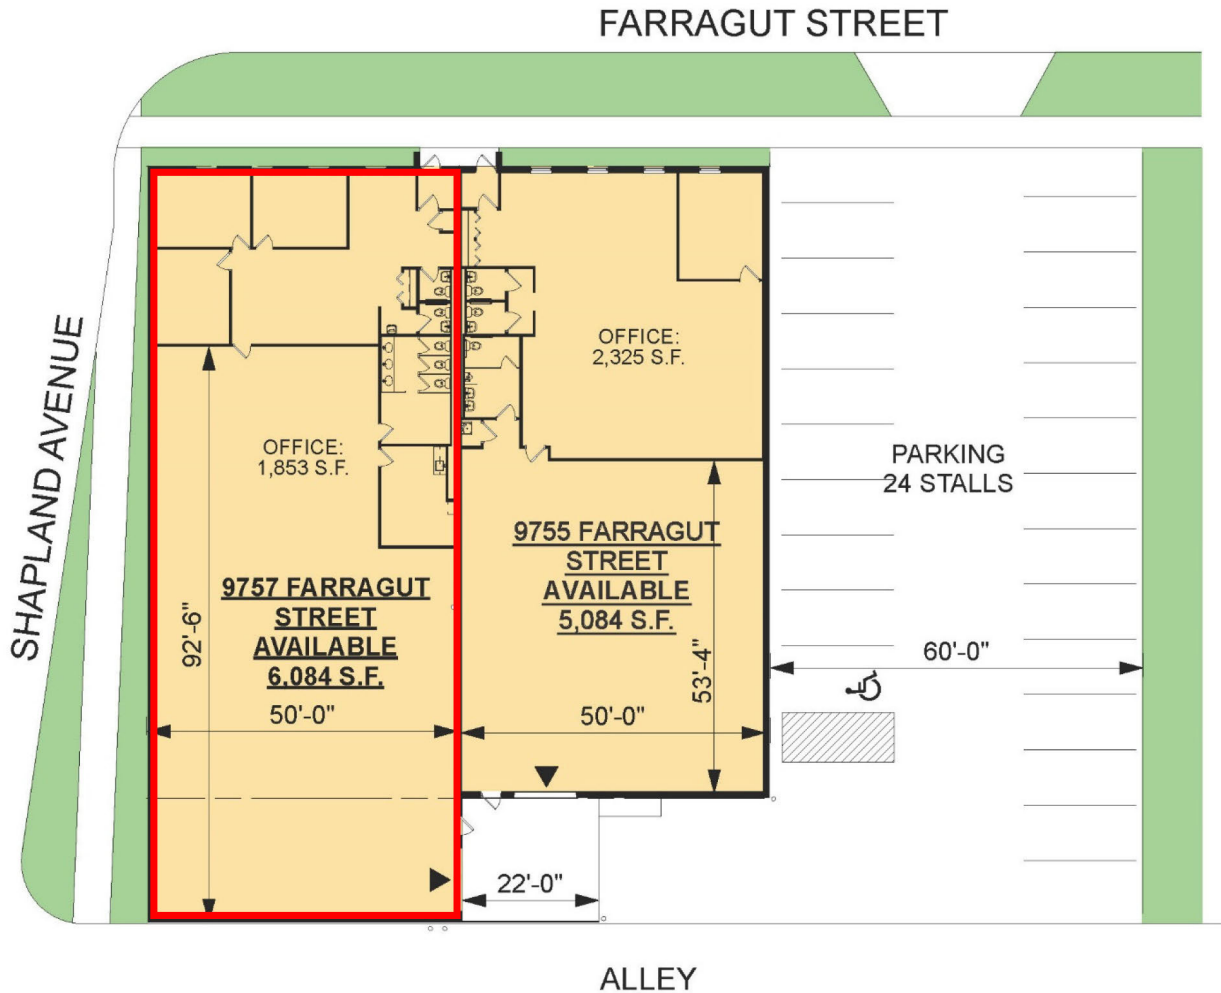 FARRAGUT STREET
SHAPLAND AVENUE
OFFICE:
2,325 S.F.
OFFICE:
1,853 S.F.
PARKING
24 STALLS
9755 FARRAGUT
STREET
AVAILABLE
5,084 S.F.
9757 FARRAGUT
STREET
AVAILABLE
6,084 S.F.
92'-6"
53'-4"
60'-0"
50'-0"
50'-0"
22'-0"
ALLEY